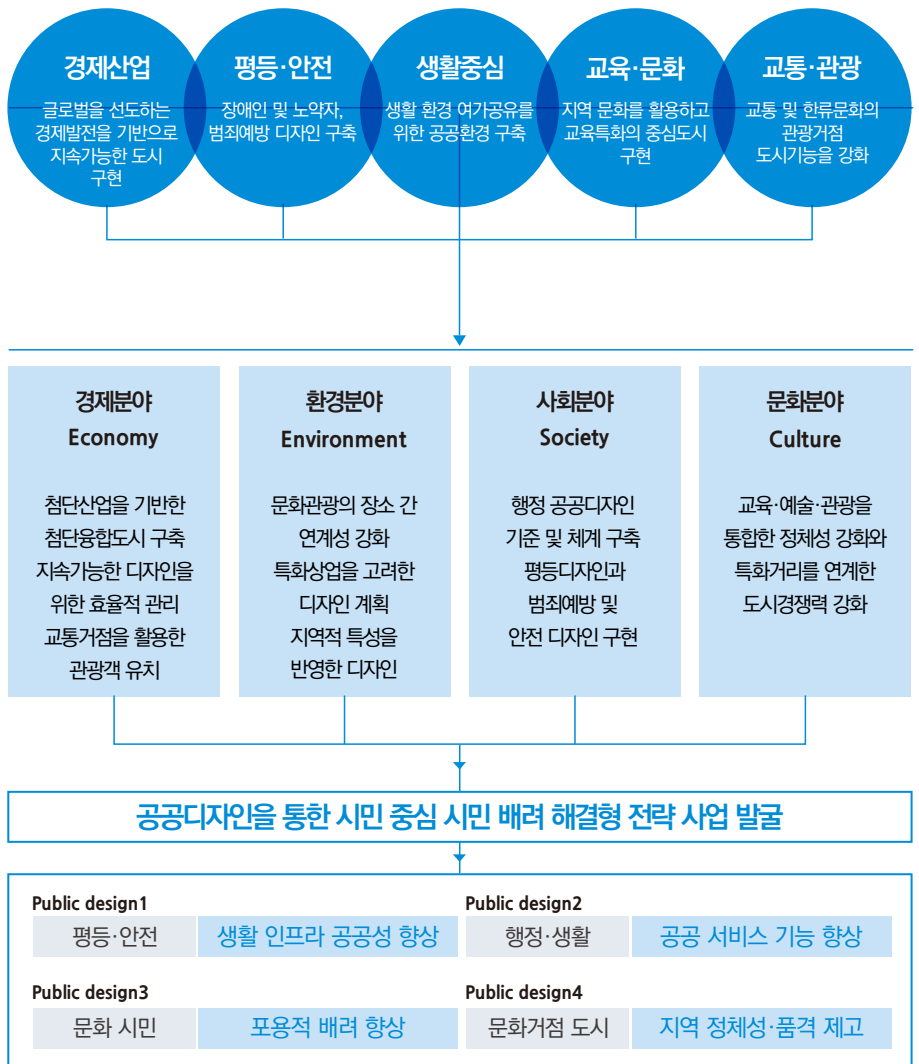 경제산업
글로벌을 선도하는
경제발전을 기반으로
지속가능한 도시
구현
평등·안전
장애인 및 노약자,
범죄예방 디자인 구축
생활중심
생활 환경 여가공유를
위한 공공환경 구축
교육·문화
지역 문화를 활용하고
교육특화의 중심도시
구현
교통·관광
교통 및 한류문화의
관광거점
도시기능을 강화
경제분야
Economy
첨단산업을 기반한
첨단융합도시 구축
지속가능한 디자인을
위한 효율적 관리
교통거점을 활용한
관광객 유치
환경분야
Environment
문화관광의 장소 간
연계성 강화
특화상업을 고려한
디자인 계획
지역적 특성을
반영한 디자인
사회분야
Society
행정 공공디자인
기준 및 체계 구축
평등디자인과
범죄예방 및
안전 디자인 구현
문화분야
Culture
교육·예술·관광을
통합한 정체성 강화와
특화거리를 연계한
도시경쟁력 강화
공공디자인을 통한 시민 중심 시민 배려 해결형 전략 사업 발굴
Public design1
평등·안전 생활 인프라 공공성 향상
Public design2
행정·생활 공공 서비스 기능 향상
Public design3
문화 시민 포용적 배려 향상
Public design4
문화거점 도시 지역 정체성·품격 제고